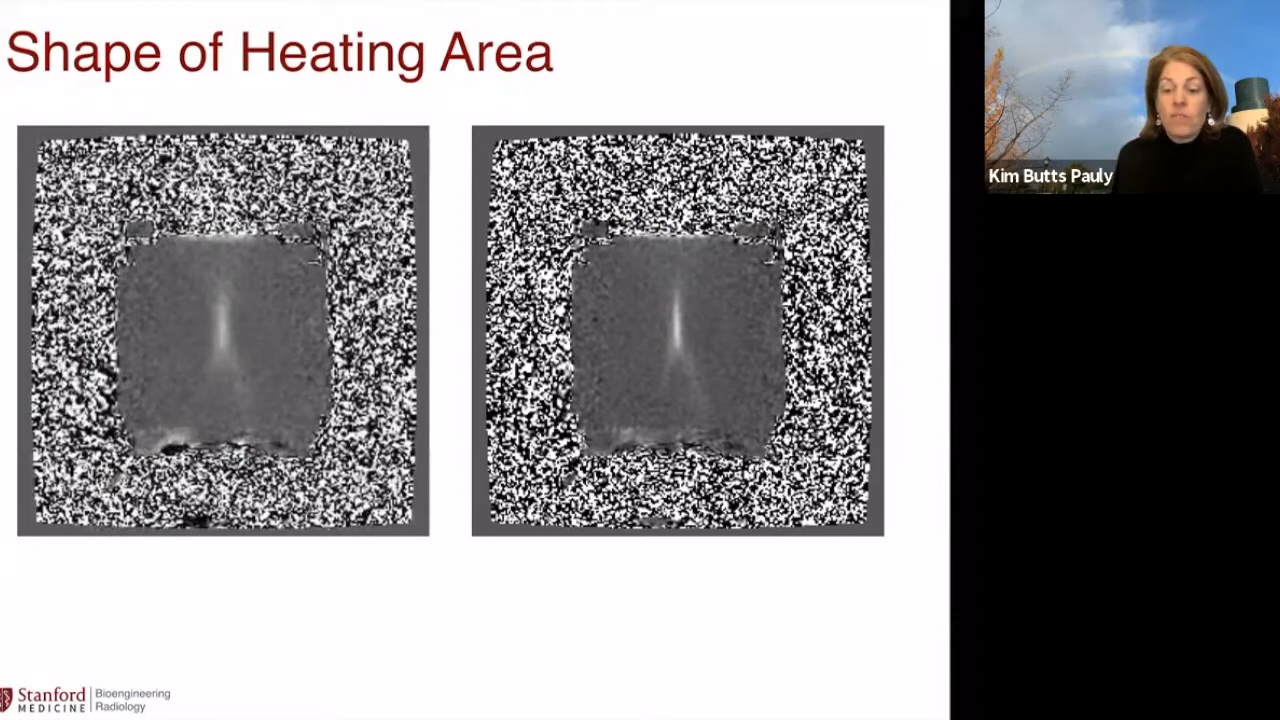 Shape of Heating Area
Kim Butts Pauly
Stanford
MEDICINE
Bioengineering
Radiology